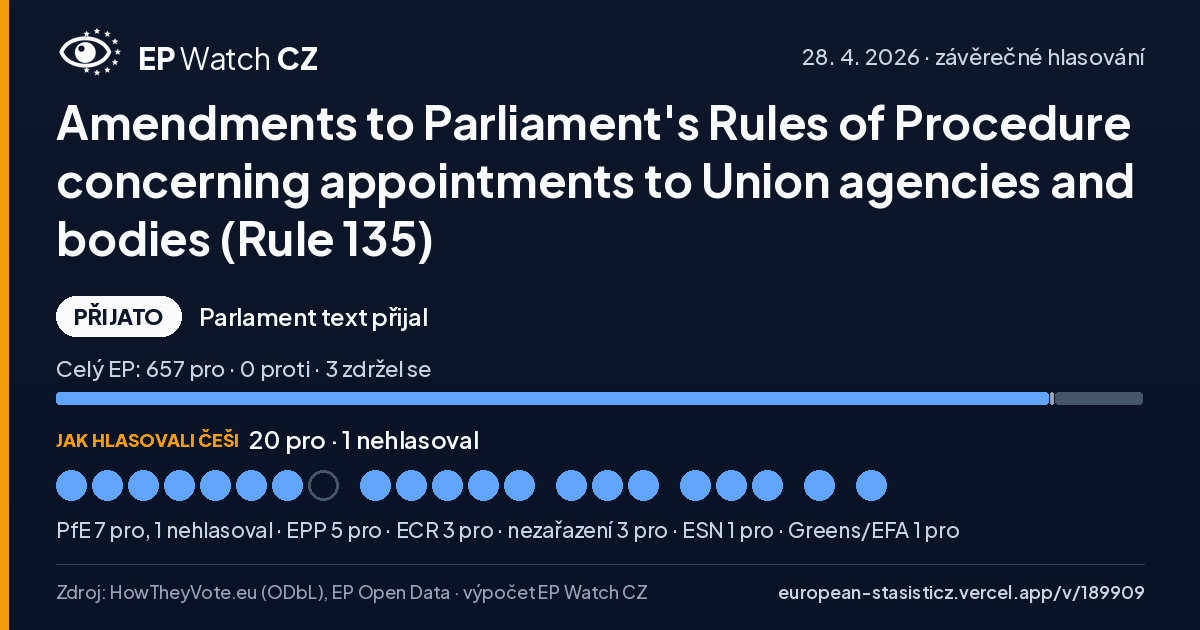 EP Watch CZ
28. 4. 2026 · závěrečné hlasování
Amendments to Parliament's Rules of Procedure
concerning appointments to Union agencies and
bodies (Rule 135)
PŘIJATO Parlament text přijal
Celý EP: 657 pro · 0 proti · 3 zdržel se
JAK HLASOVALI ČEŠI 20 pro · 1 nehlasoval
PfE 7 pro, 1 nehlasoval · EPP 5 pro · ECR 3 pro · nezařazení 3 pro · ESN 1 pro · Greens/EFA 1 pro
Zdroj: HowTheyVote.eu (ODbL), EP Open Data · výpočet EP Watch CZ
european-stasisticz.vercel.app/v/189909